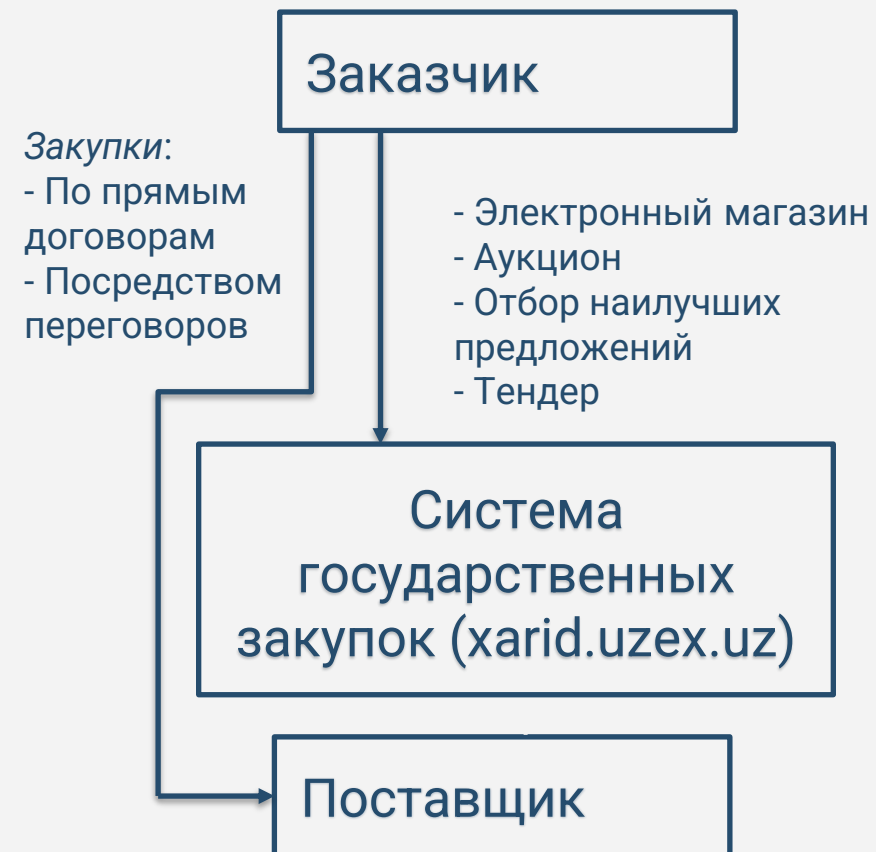 Заказчик
Закупки:
- По прямым
договорам
- Посредством
переговоров
- Электронный магазин
- Аукцион
- Отбор наилучших
предложений
- Тендер
Система
государственных
закупок (xarid.uzex.uz)
Поставщик